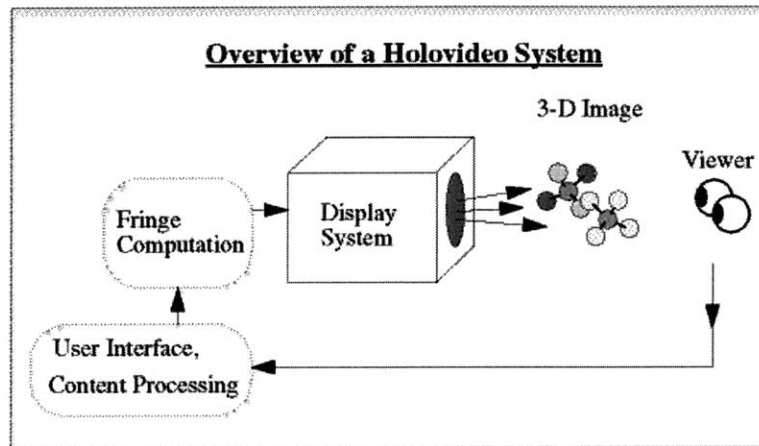 Overview of a Holovideo System
3-D Image
Viewer
Fringe
Computation
Display
System
User Interface,
Content Processing